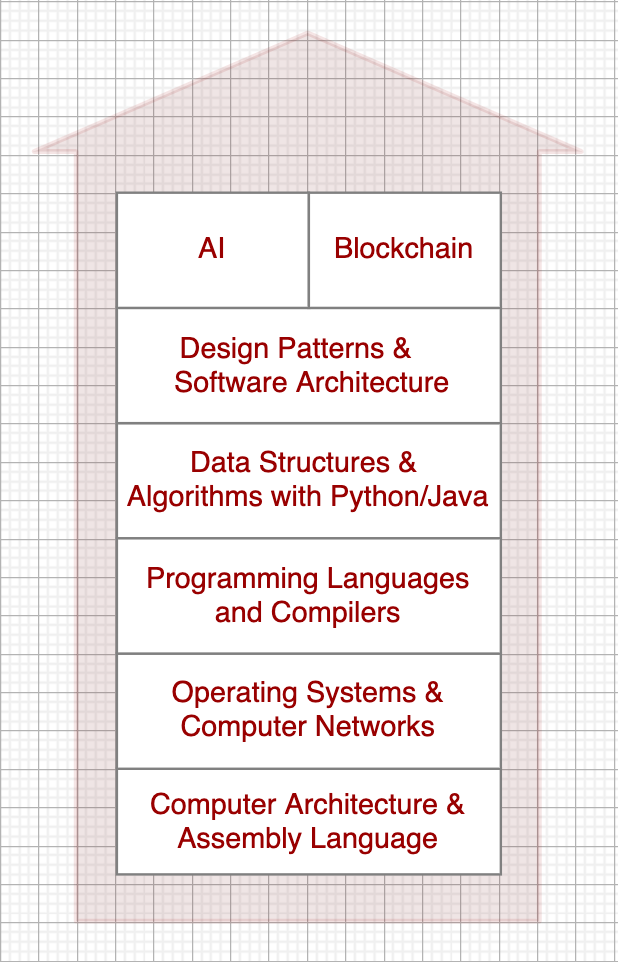 AI
Blockchain
Design Patterns &
Software Architecture
Data Structures &
Algorithms with Python/Java
Programming Languages
and Compilers
Operating Systems &
Computer Networks
Computer Architecture &
Assembly Language